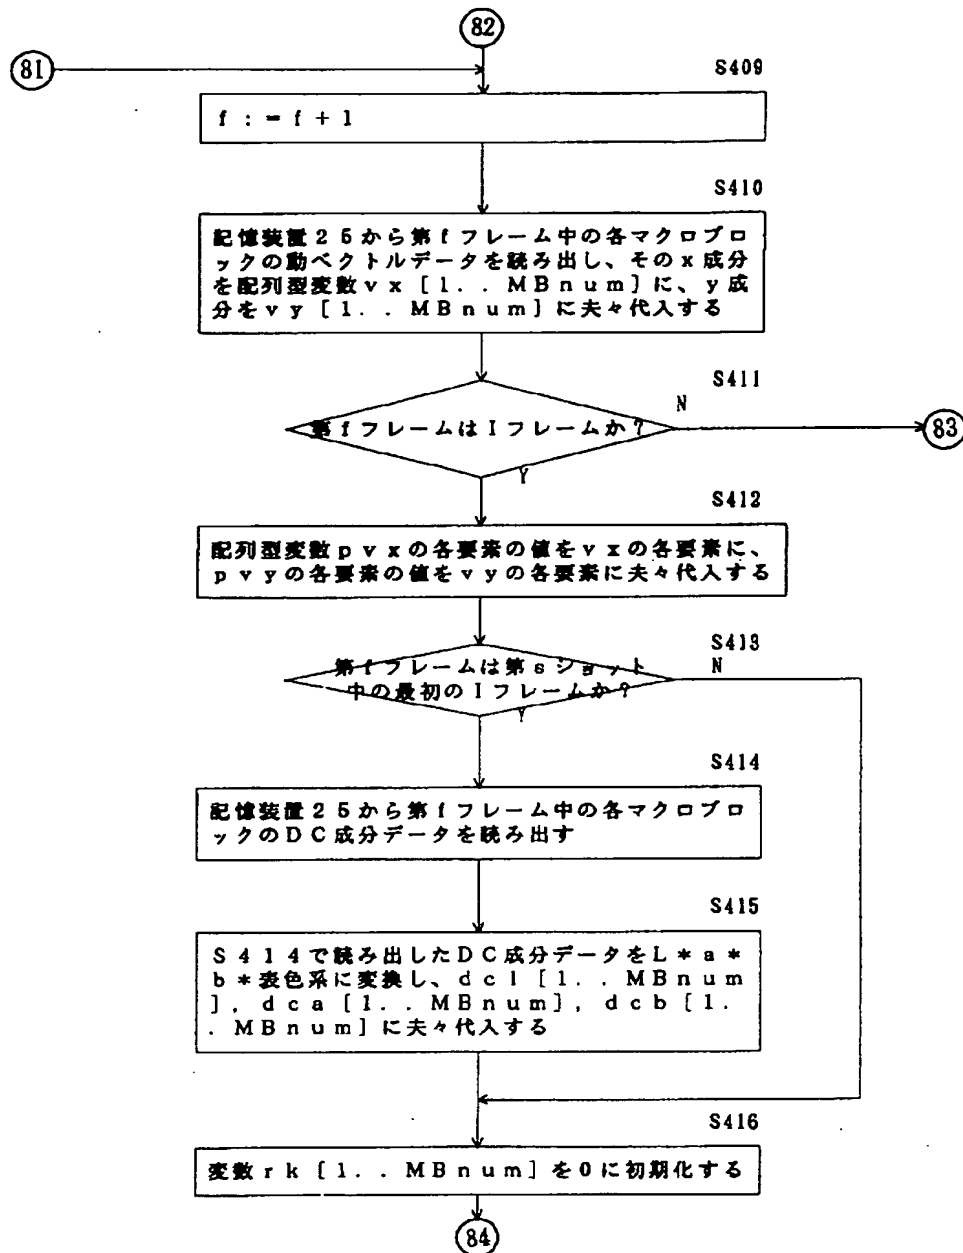 82
81
S409
f : = f + 1
S410
記憶装置25から第fフレーム中の各マクロブロ
ックの動ベクトルデータを読み出し、そのx成分
を配列型変数vx [1. . MBnum] に、y成
分をvy [1. . MBnum] に夫々代入する
S411
N
第fフレームはIフレームか?
83
Y
S412
配列型変数pvxの各要素の値をvxの各要素に、
pvyの各要素の値をvyの各要素に夫々代入する
S413
第fフレームは第sショット
N
中の最初のIフレームか?
Y
S414
記憶装置25から第fフレーム中の各マクロブロ
ックのDC成分データを読み出す
S415
S414で読み出したDC成分データをL*a*
b*表色系に変換し、dcl [1. . MBnum
] , dca [1. . MBnum] , dcb [1.
. MBnum] に夫々代入する
S416
変数rk [1. . MBnum] を0に初期化する
84